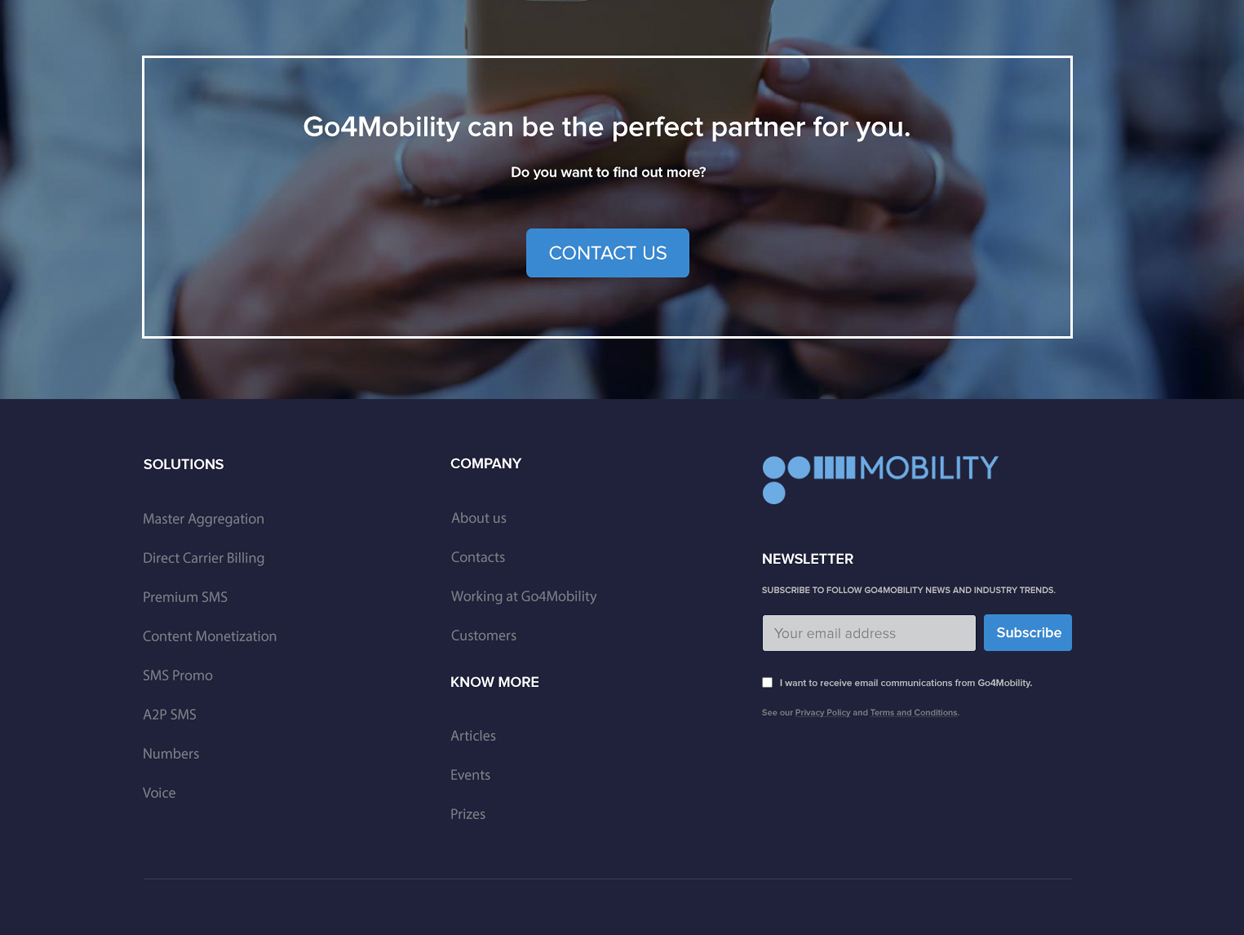 Go4Mobility can be the perfect partner for you.
Do you want to find out more?
CONTACT US
SOLUTIONS
Master Aggregation
Direct Carrier Billing
Premium SMS
Content Monetization
SMS Promo
A2P SMS
Numbers
Voice
COMPANY
About us
Contacts
Working at Go4Mobility
Customers
KNOW MORE
Articles
Events
Prizes
MOBILITY
NEWSLETTER
SUBSCRIBE TO FOLLOW GO4MOBILITY NEWS AND INDUSTRY TRENDS.
Your email address
Subscribe
I want to receive email communications from Go4Mobility.
See our Privacy Policy and Terms and Conditions.